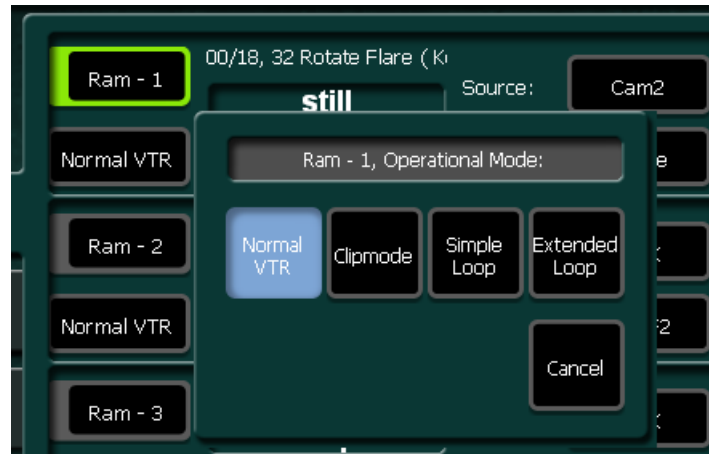 Ram - 1
00/18, 32 Rotate Flare ( K
still
Source:
Cam2
Normal VTR
Ram - 1, Operational Mode:
e
Ram - 2
Normal
VTR
Clipmode
Simple
Loop
Extended
Loop
Normal VTR
F2
Cancel
Ram - 3